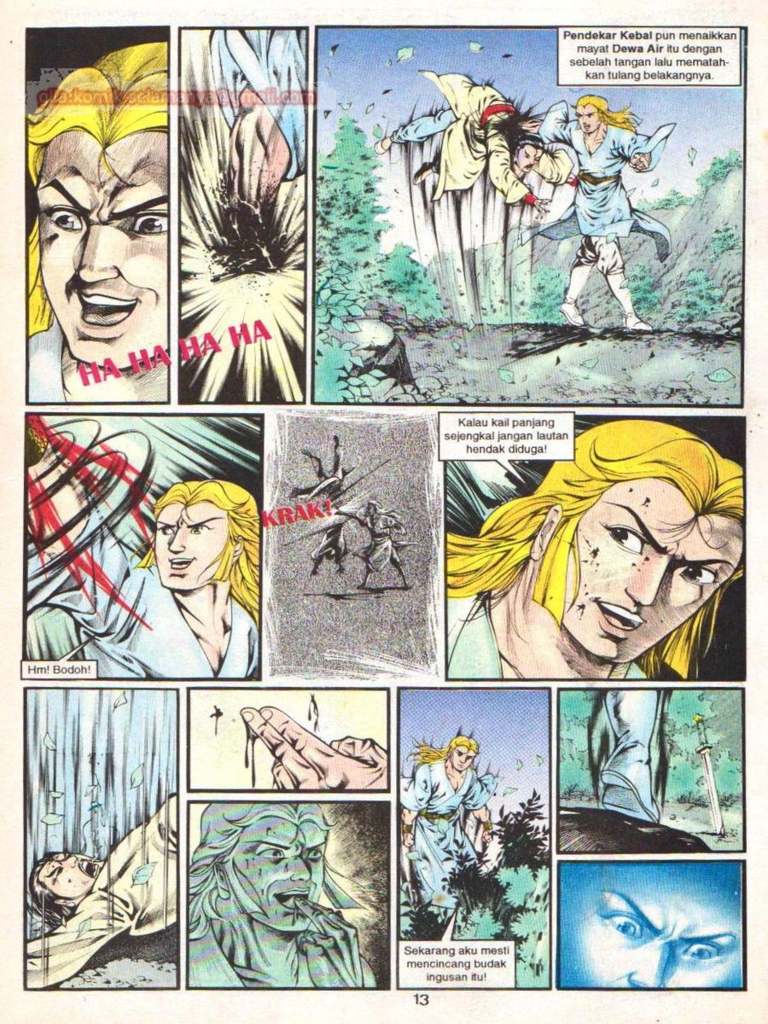 Pendekar Kebal pun menaikkan
mayat Dewa Air itu dengan
sebelah tangan lalu mematah-
kan tulang belakangnya.
HA HA HA HA
Hm! Bodoh!
KRAK!
Kalau kail panjang
sejengkal jangan lautan
hendak diduga!
Sekarang aku mesti
mencincang budak
ingusan itu!
13